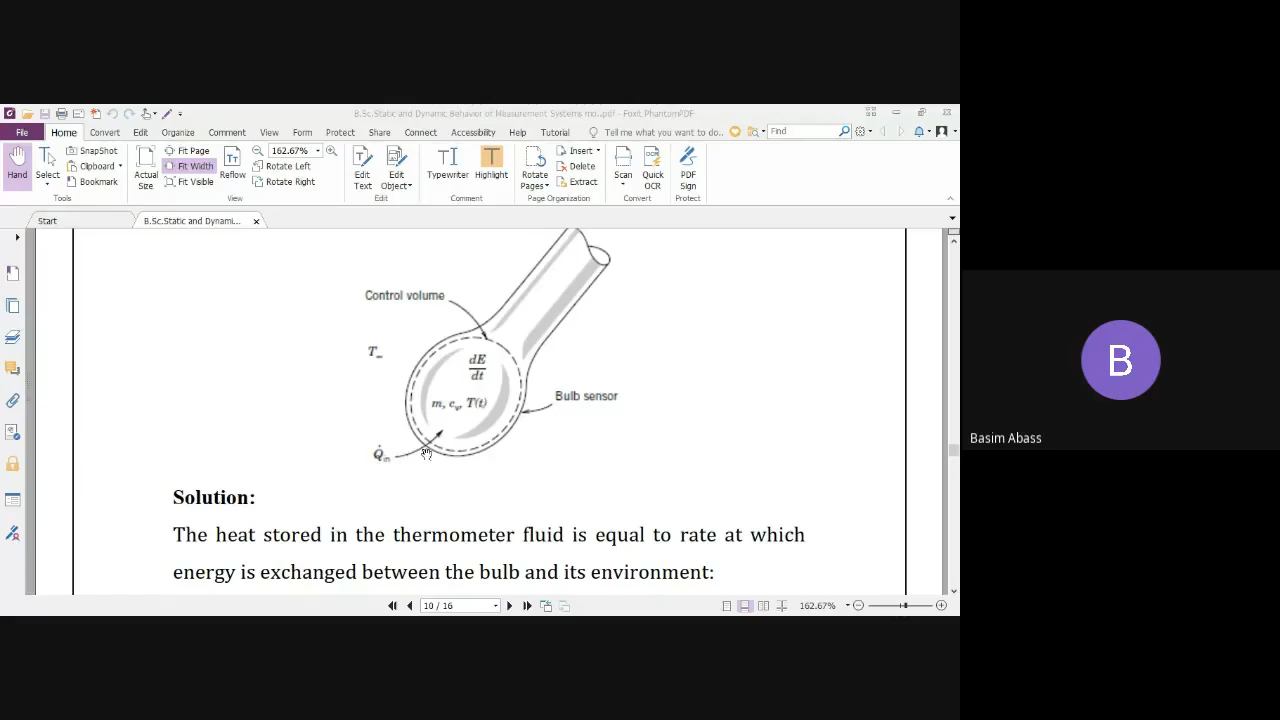 B.Sc.Static and Dynamic Behavior of Measurement Systems mo...pdf - Foxit PhantomPDF
File Home Convert Edit Organize Comment View Form Protect Share Connect Accessibility Help Tutorial Tell me what you want to do.. Find
Hand
Select
SnapShot
Clipboard
Bookmark
Tools
Actual Size
Fit Page
Fit Width
Fit Visible
Reflow
162.67%
Rotate Left
Rotate Right
View
Edit Text
Edit Object
Edit
Typewriter
Highlight
Comment
Rotate Pages
Insert
Delete
Extract
Page Organization
Scan
Quick OCR
Convert
PDF Sign
Protect
Start
B.Sc.Static and Dynami...
Control volume
T∞
dE
dt
m, cᵥ, T(t)
Bulb sensor
Q̇in
Solution:
The heat stored in the thermometer fluid is equal to rate at which
energy is exchanged between the bulb and its environment:
10 / 16
162.67%
B
Basim Abass